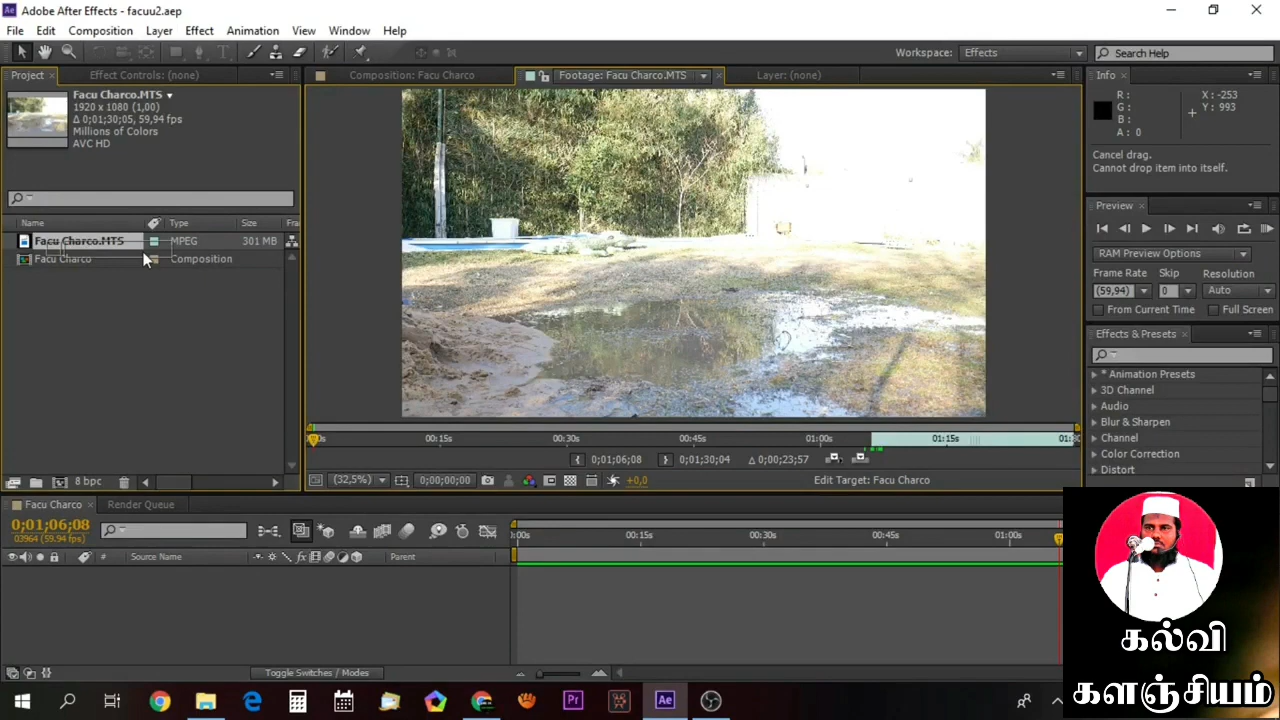 Adobe After Effects - facuu2.aep
File Edit Composition Layer Effect Animation View Window Help
Workspace: Effects Search Help
Project Effect Controls: (none) Composition: Facu Charco Footage: Facu Charco.MTS Layer: (none) Info
Facu Charco.MTS
1920 x 1080 (1,00)
Δ 0;01;30;05, 59,94 fps
Millions of Colors
AVC HD
R : X : -253
G : Y : 993
B :
A : 0
Cancel drag.
Cannot drop item into itself.
Preview
Name Type Size Fra
Facu Charco.MTS MPEG 301 MB
Facu Charco Composition
RAM Preview Options
Frame Rate Skip Resolution
(59,94) 0 Auto
From Current Time Full Screen
Effects & Presets
* Animation Presets
3D Channel
Audio
Blur & Sharpen
Channel
Color Correction
Distort
00:15s 00:30s 00:45s 01:00s 01:15s
0;01;06;08 0;01;30;04 Δ 0;00;23;57
8 bpc (32,5%) 0;00;00;00 +0,0 Edit Target: Facu Charco
Facu Charco Render Queue
0;01;06;08
03964 (59.94 fps)
00:15s 00:30s 00:45s 01:00s
# Source Name Parent
Toggle Switches / Modes
கல்வி
களஞ்சியம்